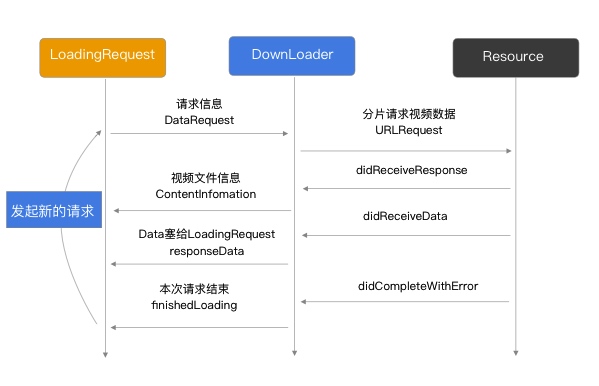 LoadingRequest
DownLoader
Resource
请求信息
DataRequest
分片请求视频数据
URLRequest
didReceiveResponse
视频文件信息
ContentInfomation
发起新的请求
didReceiveData
Data塞给LoadingRequest
responseData
didCompleteWithError
本次请求结束
finishedLoading